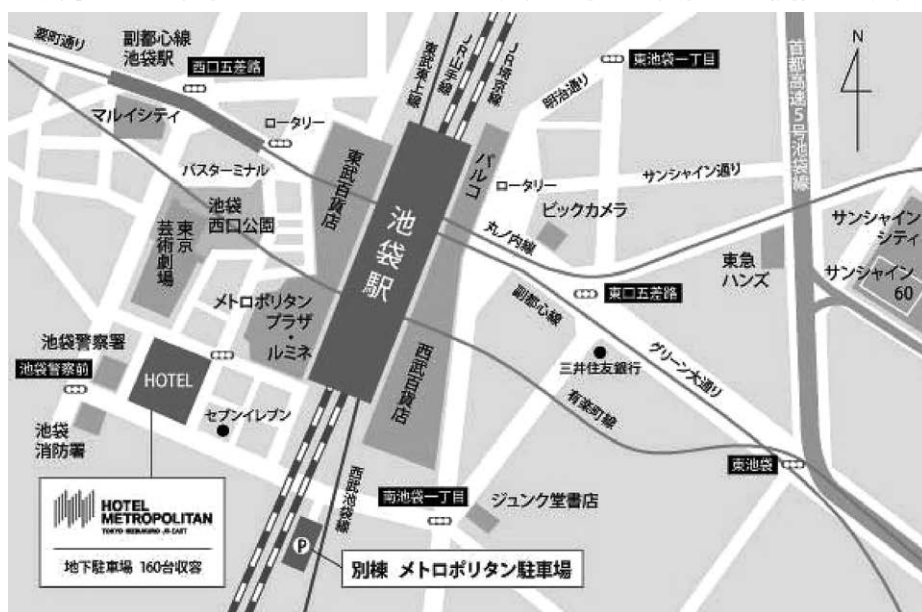 要町通り
副都心線
池袋駅
西口五差路
マルイシティ
ロータリー
バスターミナル
池袋
西口公園
東京
芸術劇場
東武百貨店
東武東上線
JR山手線
JR埼京線
池袋駅
パルコ
明治通り
東池袋一丁目
ロータリー
サンシャイン通り
ビックカメラ
丸ノ内線
首都高速5号池袋線
N
東急
ハンズ
サンシャイン
シティ
サンシャイン
60
メトロポリタン
プラザ
・
ルミネ
副都心線
東口五差路
三井住友銀行
グリーン大通り
有楽町線
西武百貨店
東池袋
池袋警察署
池袋警察前
HOTEL
セブンイレブン
池袋
消防署
西武池袋線
南池袋一丁目
ジュンク堂書店
HOTEL
METROPOLITAN
TOKYO IKEBUKURO JR-EAST
地下駐車場 160台収容
P
別棟 メトロポリタン駐車場